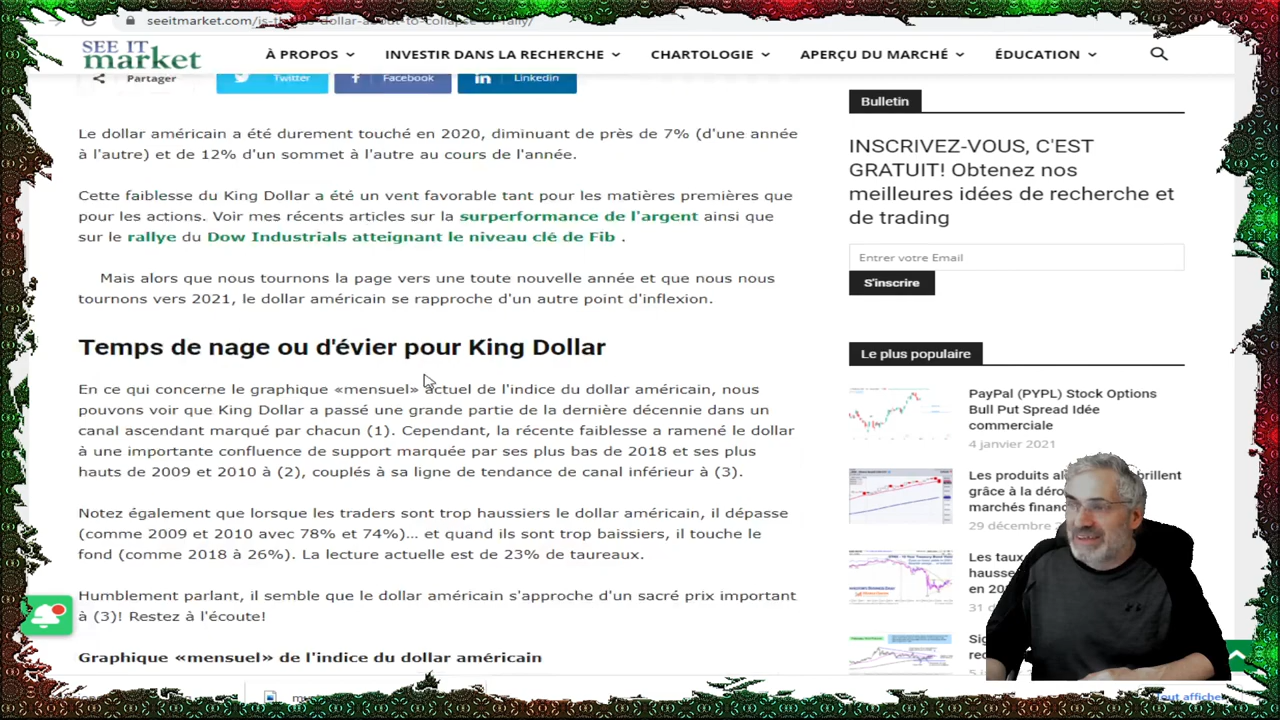 seeitmarket.com/is-the-us-dollar-about-to-collapse-or-rally/
SEE IT
market
À PROPOS
INVESTIR DANS LA RECHERCHE
CHARTOLOGIE
APERÇU DU MARCHÉ
ÉDUCATION
Partager
Twitter
Facebook
Linkedin
Le dollar américain a été durement touché en 2020, diminuant de près de 7% (d'une année
à l'autre) et de 12% d'un sommet à l'autre au cours de l'année.
Cette faiblesse du King Dollar a été un vent favorable tant pour les matières premières que
pour les actions. Voir mes récents articles sur la surperformance de l'argent ainsi que
sur le rallye du Dow Industrials atteignant le niveau clé de Fib .
Mais alors que nous tournons la page vers une toute nouvelle année et que nous nous
tournons vers 2021, le dollar américain se rapproche d'un autre point d'inflexion.
Temps de nage ou d'évier pour King Dollar
En ce qui concerne le graphique «mensuel» actuel de l'indice du dollar américain, nous
pouvons voir que King Dollar a passé une grande partie de la dernière décennie dans un
canal ascendant marqué par chacun (1). Cependant, la récente faiblesse a ramené le dollar
à une importante confluence de support marquée par ses plus bas de 2018 et ses plus
hauts de 2009 et 2010 à (2), couplés à sa ligne de tendance de canal inférieur à (3).
Notez également que lorsque les traders sont trop haussiers le dollar américain, il dépasse
(comme 2009 et 2010 avec 78% et 74%)... et quand ils sont trop baissiers, il touche le
fond (comme 2018 à 26%). La lecture actuelle est de 23% de taureaux.
Humblement parlant, il semble que le dollar américain s'approche d'un sacré prix important
à (3)! Restez à l'écoute!
Graphique «mensuel» de l'indice du dollar américain
Bulletin
INSCRIVEZ-VOUS, C'EST
GRATUIT! Obtenez nos
meilleures idées de recherche et
de trading
Entrer votre Email
S'inscrire
Le plus populaire
PayPal (PYPL) Stock Options
Bull Put Spread Idée
commerciale
4 janvier 2021
Les produits brillent
grâce à la
marchés
29 décembre
Les taux
en